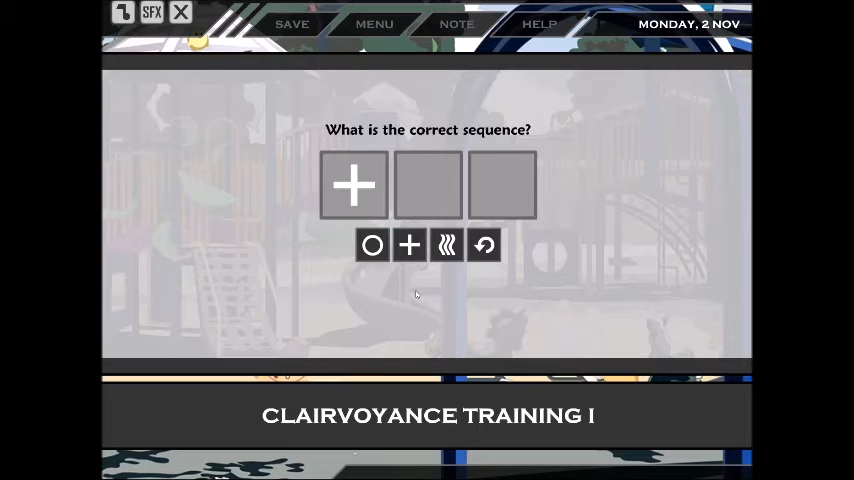 SFX X SAVE MENU NOTE HELP MONDAY, 2 NOV
What is the correct sequence?
CLAIRVOYANCE TRAINING I